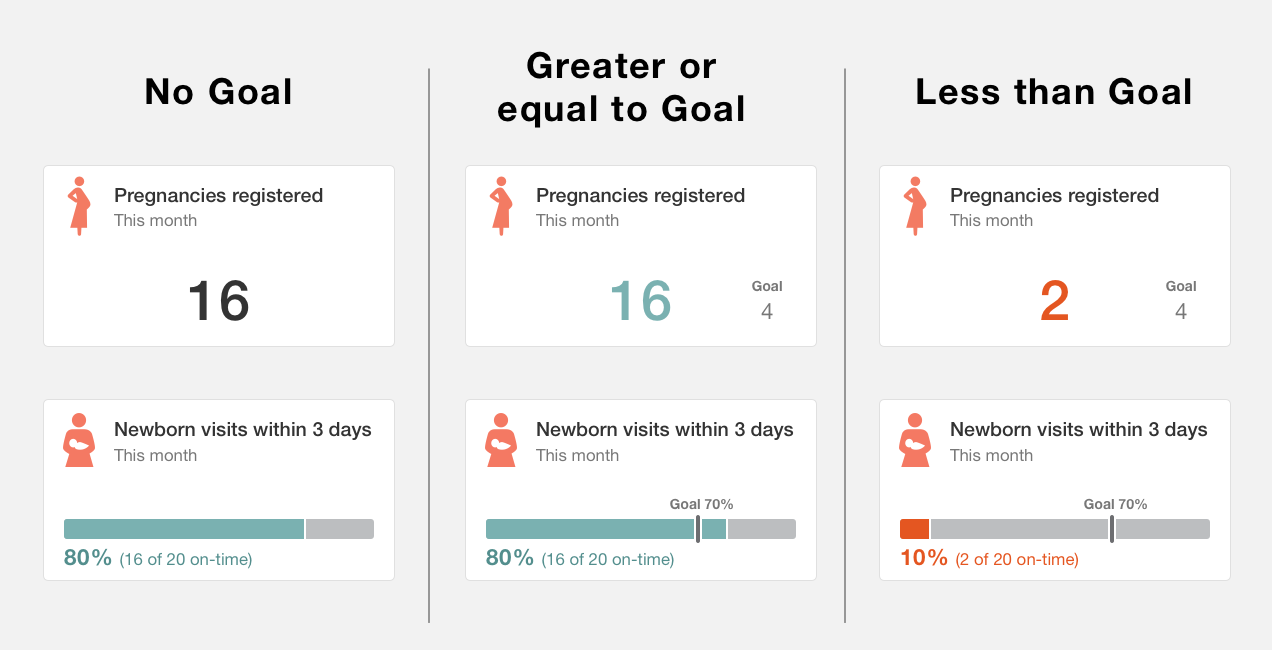 No Goal
Pregnancies registered
This month
16
Newborn visits within 3 days
This month
80% (16 of 20 on-time)
Greater or
equal to Goal
Pregnancies registered
This month
16
Goal
4
Newborn visits within 3 days
This month
Goal 70%
80% (16 of 20 on-time)
Less than Goal
Pregnancies registered
This month
2
Goal
4
Newborn visits within 3 days
This month
Goal 70%
10% (2 of 20 on-time)